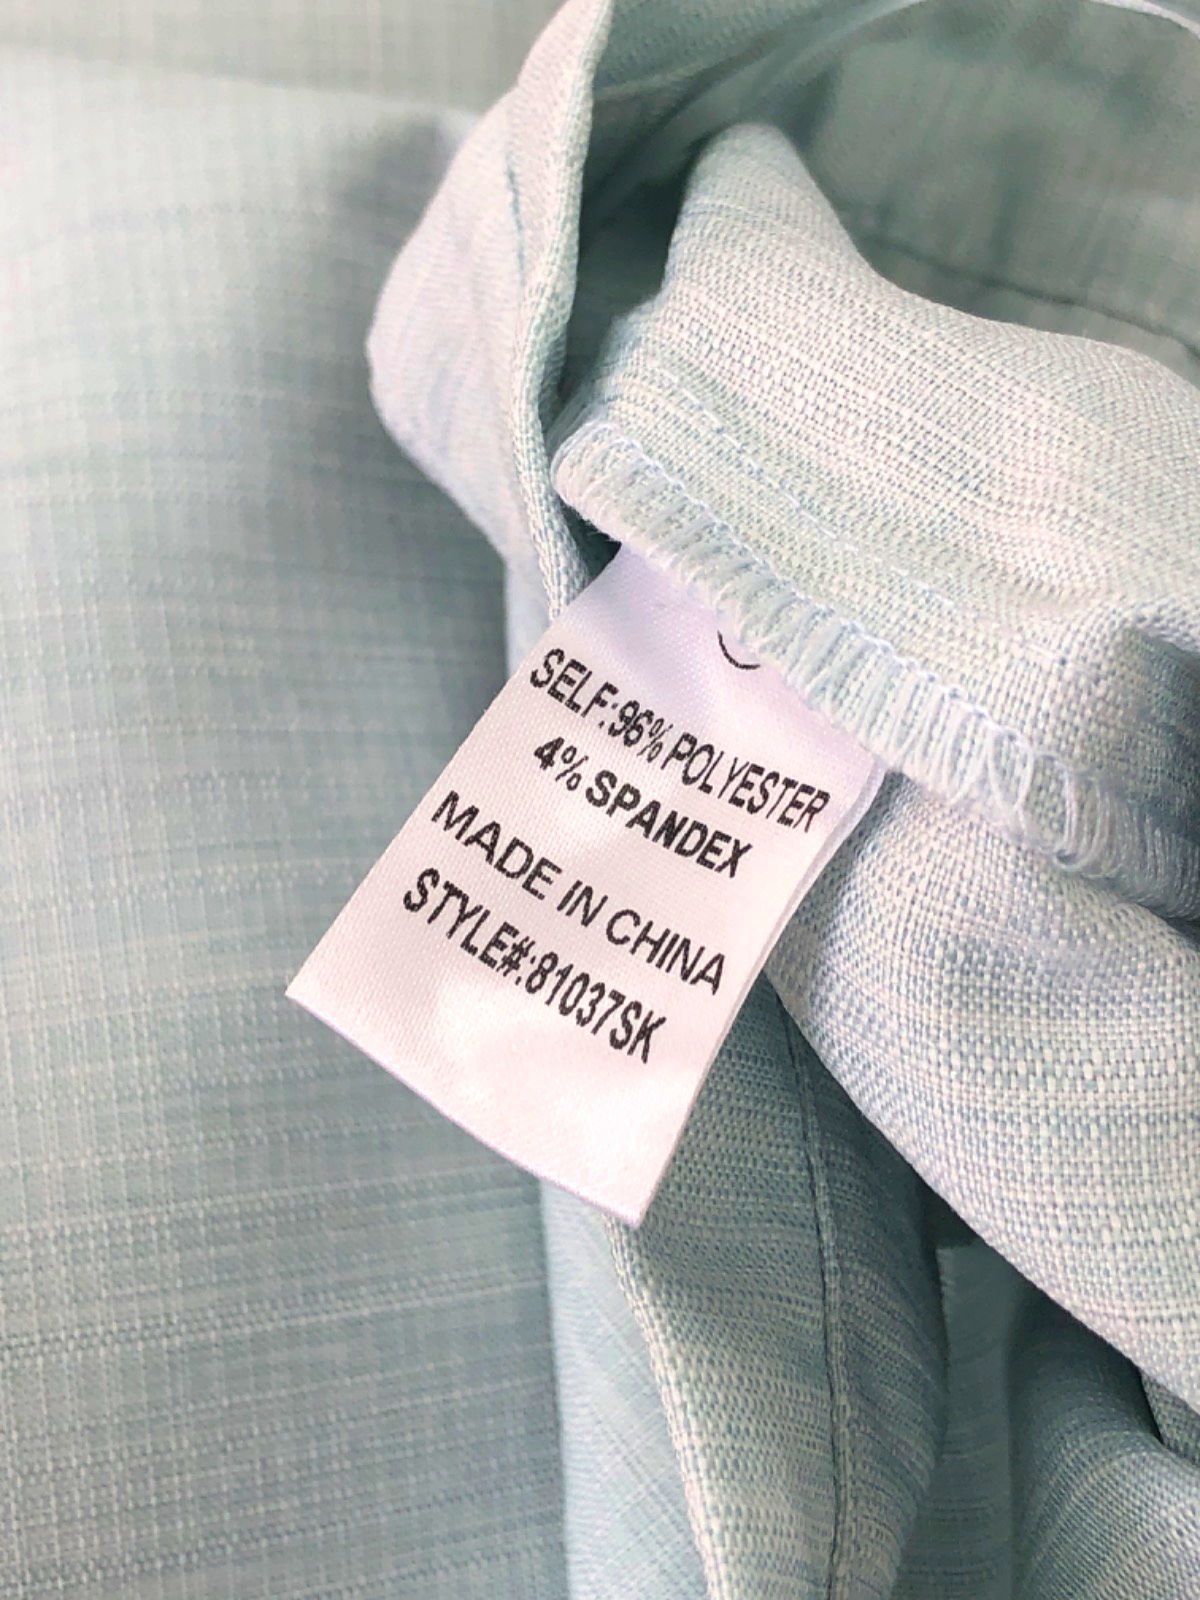 SELF:96% POLYESTER
4% SPANDEX
MADE IN CHINA
STYLE#:81037SK